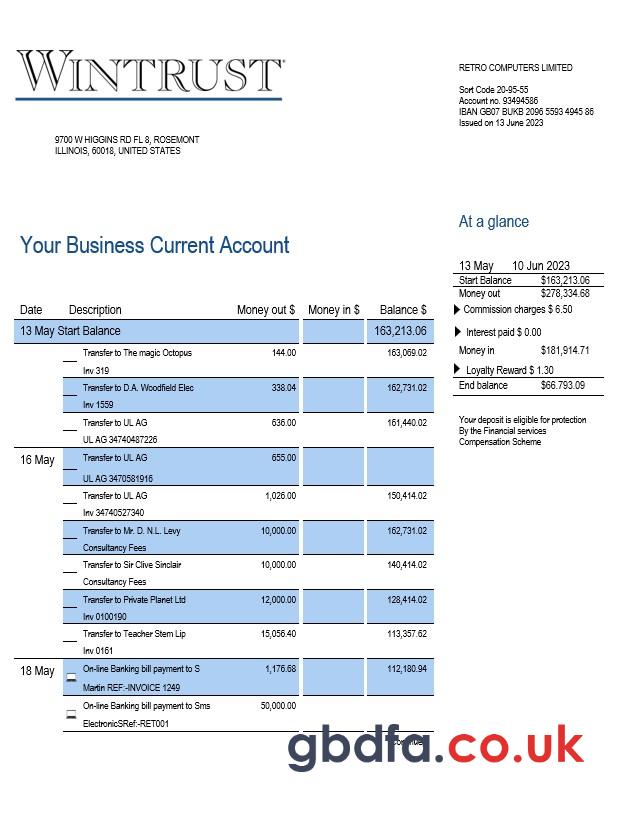 WINTRUST
RETRO COMPUTERS LIMITED
Sort Code 20-95-55
Account no. 93494586
IBAN GB07 BUKB 2096 5593 4945 86
Issued on 13 June 2023
9700 W HIGGINS RD FL 8, ROSEMONT
ILLINOIS, 60018, UNITED STATES
At a glance
Your Business Current Account
13 May 10 Jun 2023
Start Balance $163,213.06
Money out $278,334.68
Commission charges $ 6.50
Interest paid $ 0.00
Money in $181,914.71
Loyalty Reward $ 1.30
End balance $66.793.09
Your deposit is eligible for protection
By the Financial services
Compensation Scheme
Date Description Money out $ Money in $ Balance $
13 May Start Balance 163,213.06
Transfer to The magic Octopus 144.00 163,069.02
Inv 319
Transfer to D.A. Woodfield Elec 338.04 162,731.02
Inv 1559
Transfer to UL AG 636.00 161,440.02
UL AG 34740487226
16 May Transfer to UL AG 655.00
UL AG 3470581916
Transfer to UL AG 1,026.00 150,414.02
Inv 34740527340
Transfer to Mr. D. N.L. Levy 10,000.00 162,731.02
Consultancy Fees
Transfer to Sir Clive Sinclair 10,000.00 140,414.02
Consultancy Fees
Transfer to Private Planet Ltd 12,000.00 128,414.02
Inv 0100190
Transfer to Teacher Stem Lip 15,056.40 113,357.62
Inv 0161
18 May On-line Banking bill payment to S 1,176.68 112,180.94
Martin REF:-INVOICE 1249
On-line Banking bill payment to Sms 50,000.00
ElectronicSRef:-RET001
gbdfa.co.uk